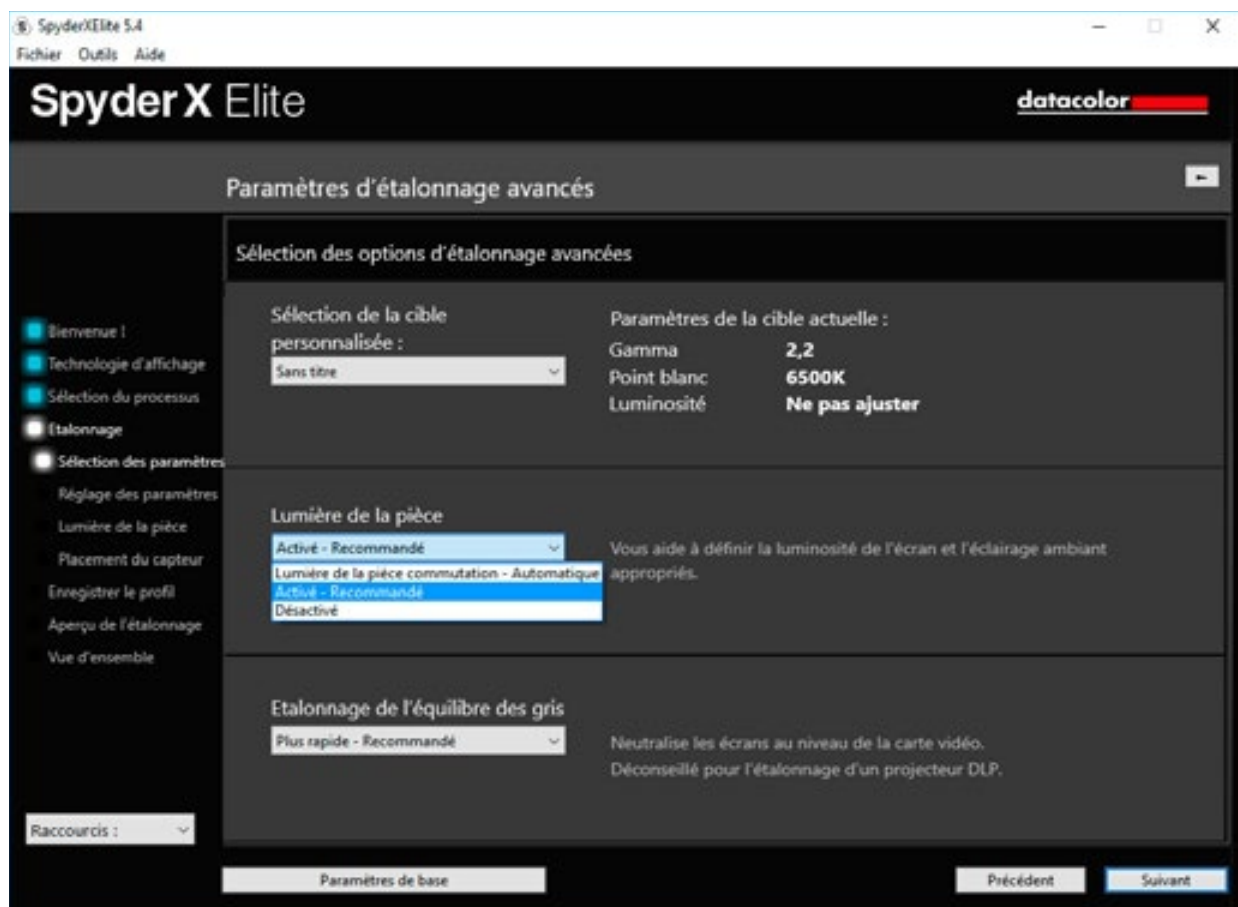 SpyderXElite 5.4
Fichier Outils Aide
Spyder X Elite
datacolor
Paramètres d'étalonnage avancés
Sélection des options d'étalonnage avancées
Bienvenue !
Technologie d'affichage
Sélection du processus
Etalonnage
Sélection des paramètres
Réglage des paramètres
Lumière de la pièce
Placement du capteur
Enregistrer le profil
Aperçu de l'étalonnage
Vue d'ensemble
Sélection de la cible
personnalisée :
Sans titre
Paramètres de la cible actuelle :
Gamma 2,2
Point blanc 6500K
Luminosité Ne pas ajuster
Lumière de la pièce
Activé - Recommandé
Lumière de la pièce commutation - Automatique
Activé - Recommandé
Désactivé
Vous aide à définir la luminosité de l'écran et l'éclairage ambiant
appropriés.
Etalonnage de l'équilibre des gris
Plus rapide - Recommandé
Neutralise les écrans au niveau de la carte vidéo.
Déconseillé pour l'étalonnage d'un projecteur DLP.
Raccourcis :
Paramètres de base
Précédent
Suivant